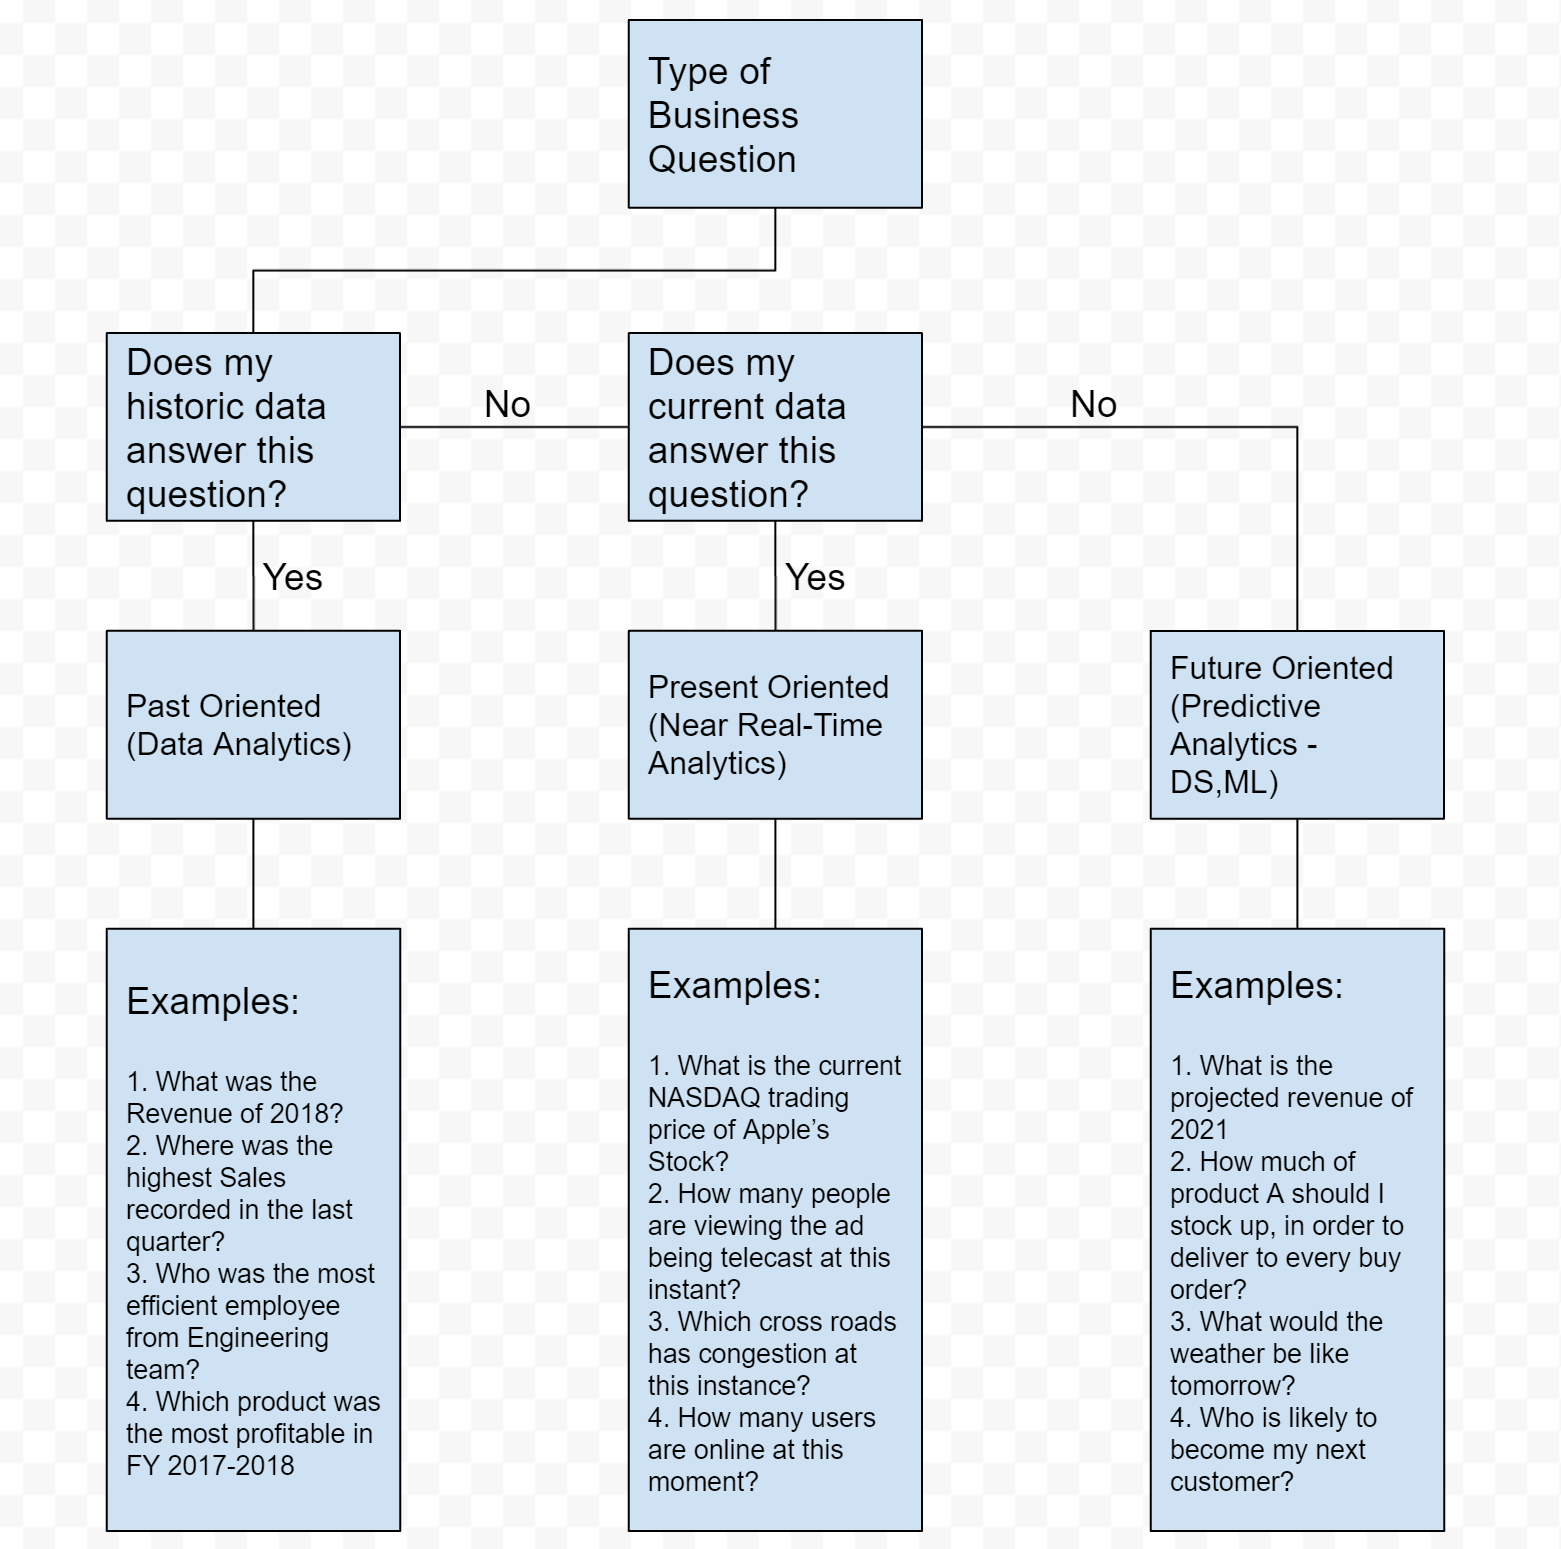 Type of
Business
Question
Does my
historic data
answer this
question?
No
Does my
current data
answer this
question?
No
Yes
Yes
Past Oriented
(Data Analytics)
Present Oriented
(Near Real-Time
Analytics)
Future Oriented
(Predictive
Analytics -
DS,ML)
Examples:
1. What was the
Revenue of 2018?
2. Where was the
highest Sales
recorded in the last
quarter?
3. Who was the most
efficient employee
from Engineering
team?
4. Which product was
the most profitable in
FY 2017-2018
Examples:
1. What is the current
NASDAQ trading
price of Apple’s
Stock?
2. How many people
are viewing the ad
being telecast at this
instant?
3. Which cross roads
has congestion at
this instance?
4. How many users
are online at this
moment?
Examples:
1. What is the
projected revenue of
2021
2. How much of
product A should I
stock up, in order to
deliver to every buy
order?
3. What would the
weather be like
tomorrow?
4. Who is likely to
become my next
customer?